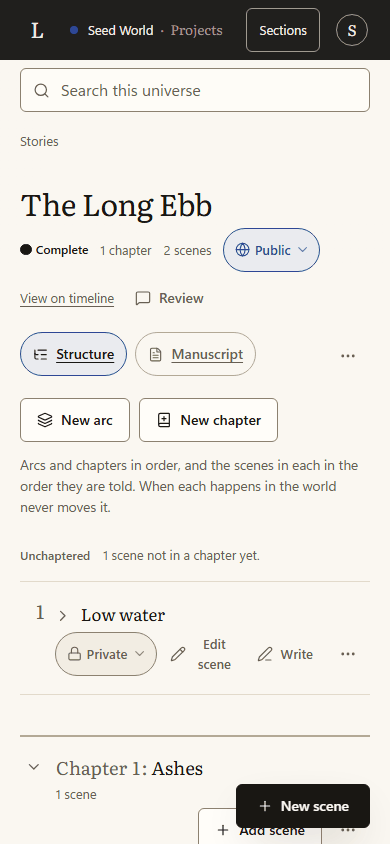 L
Seed World · Projects
Sections
S
Search this universe
Stories
The Long Ebb
Complete 1 chapter 2 scenes Public
View on timeline Review
Structure Manuscript
New arc New chapter
Arcs and chapters in order, and the scenes in each in the
order they are told. When each happens in the world
never moves it.
Unchaptered 1 scene not in a chapter yet.
1 Low water
Private Edit scene Write
Chapter 1: Ashes
1 scene
New scene
Add scene